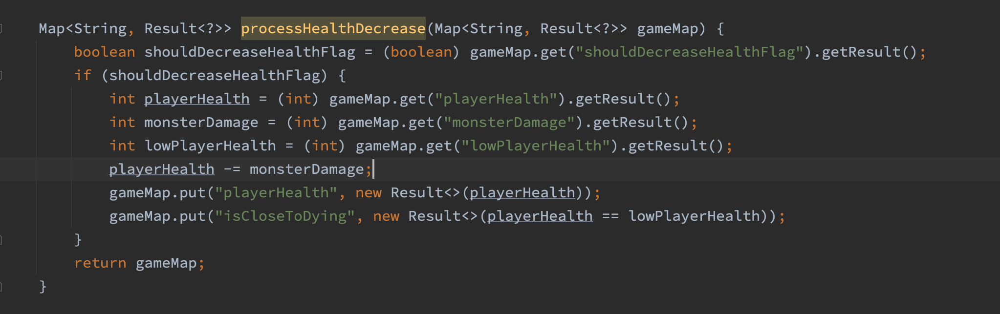 Map<String, Result<?>> processHealthDecrease(Map<String, Result<?>> gameMap) {
    boolean shouldDecreaseHealthFlag = (boolean) gameMap.get("shouldDecreaseHealthFlag").getResult();
    if (shouldDecreaseHealthFlag) {
        int playerHealth = (int) gameMap.get("playerHealth").getResult();
        int monsterDamage = (int) gameMap.get("monsterDamage").getResult();
        int lowPlayerHealth = (int) gameMap.get("lowPlayerHealth").getResult();
        playerHealth -= monsterDamage;
        gameMap.put("playerHealth", new Result<>(playerHealth));
        gameMap.put("isCloseToDying", new Result<>(playerHealth == lowPlayerHealth));
    }
    return gameMap;
}